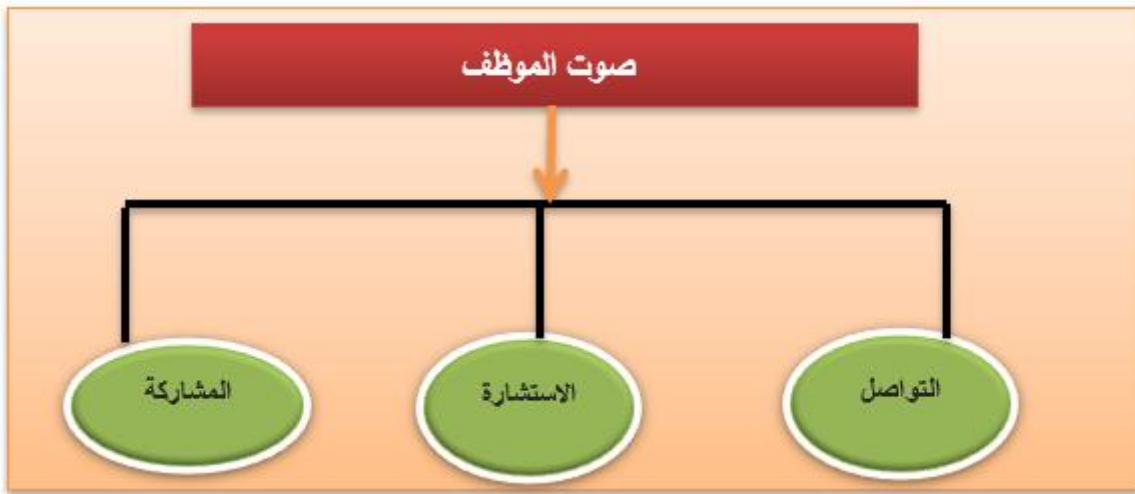 صوت الموظف
التواصل
الاستشارة
المشاركة